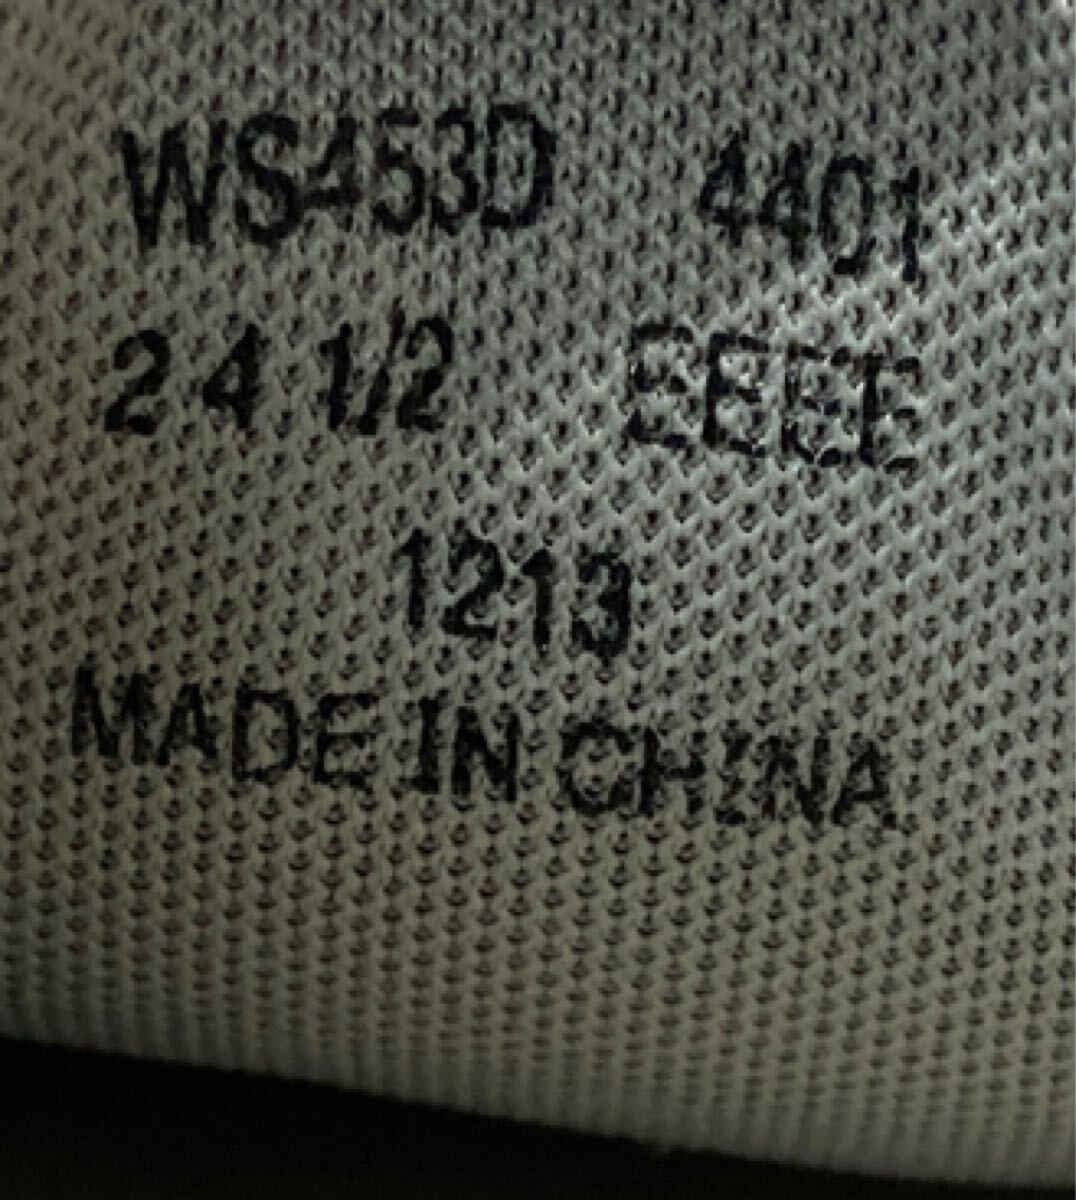 WS453D 4401
24 1/2 EEEE
1213
MADE IN CHINA